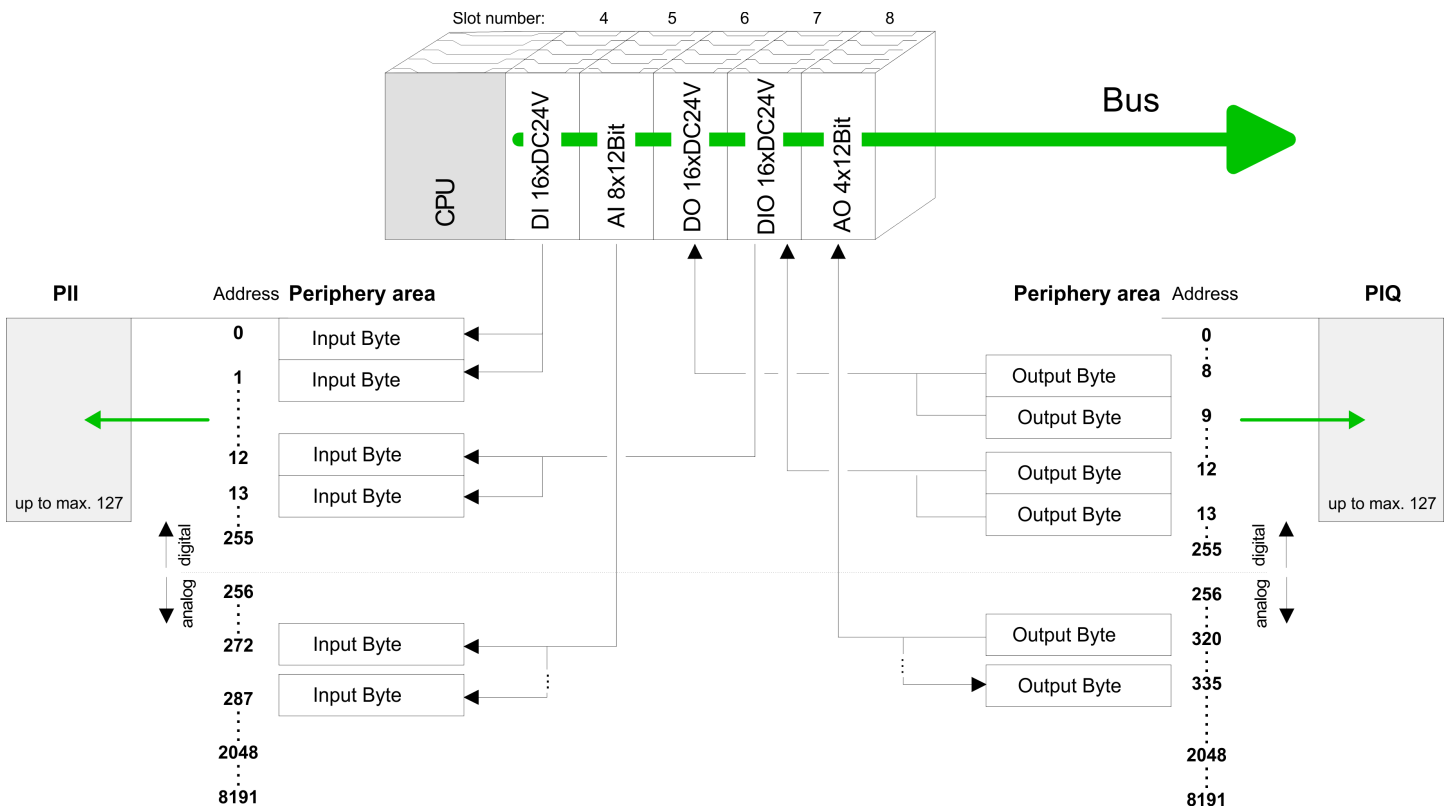 Slot number: 4 5 6 7 8
CPU
DI 16xDC24V
AI 8x12Bit
DO 16xDC24V
DIO 16xDC24V
AO 4x12Bit
Bus
PII
Address Periphery area
0 Input Byte
1 Input Byte
12 Input Byte
13 Input Byte
255
up to max. 127
digital
analog
256
272 Input Byte
287 Input Byte
2048
8191
Periphery area Address
PIQ
0
Output Byte 8
Output Byte 9
Output Byte 12
Output Byte 13
255
up to max. 127
digital
analog
256
Output Byte 320
Output Byte 335
2048
8191